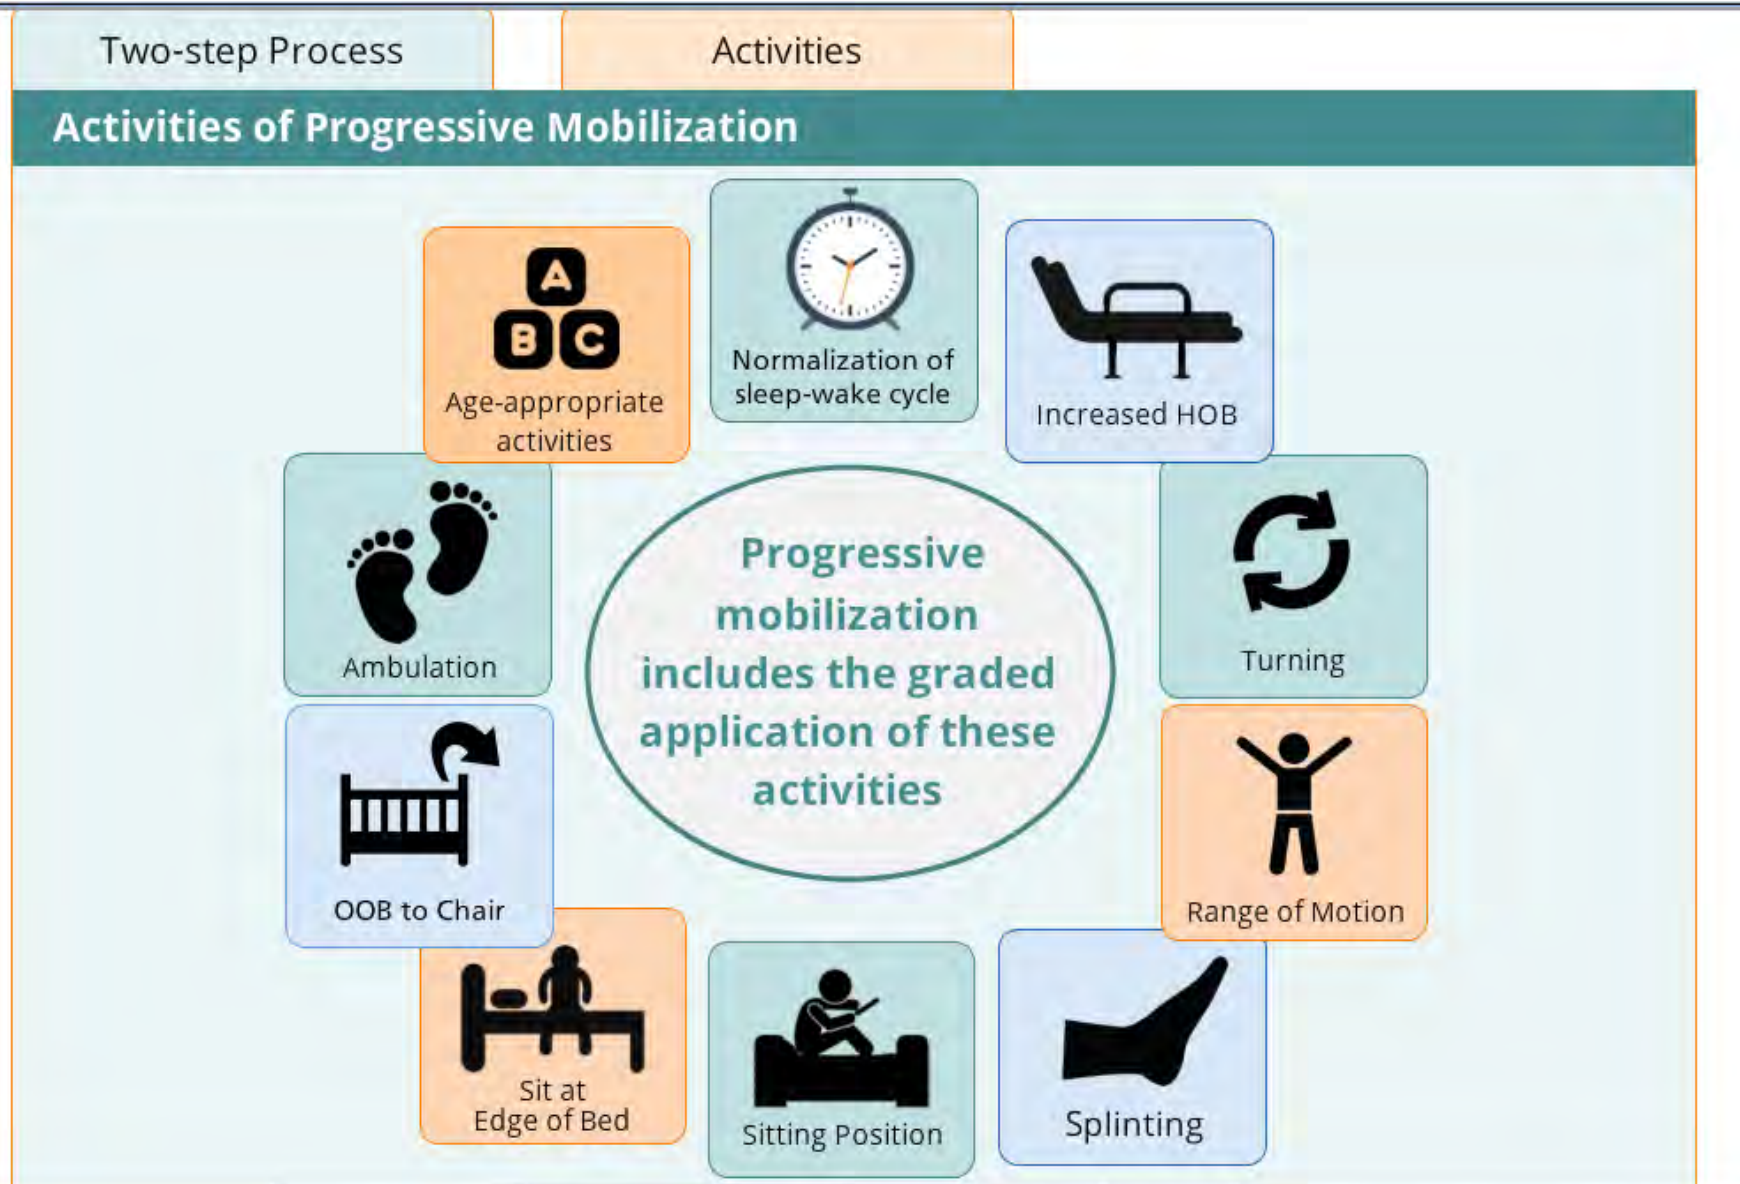 Two-step Process
Activities
Activities of Progressive Mobilization
A
B C
Age-appropriate
activities
Normalization of
sleep-wake cycle
Increased HOB
Ambulation
Progressive
mobilization
includes the graded
application of these
activities
Turning
OOB to Chair
Range of Motion
Sit at
Edge of Bed
Sitting Position
Splinting